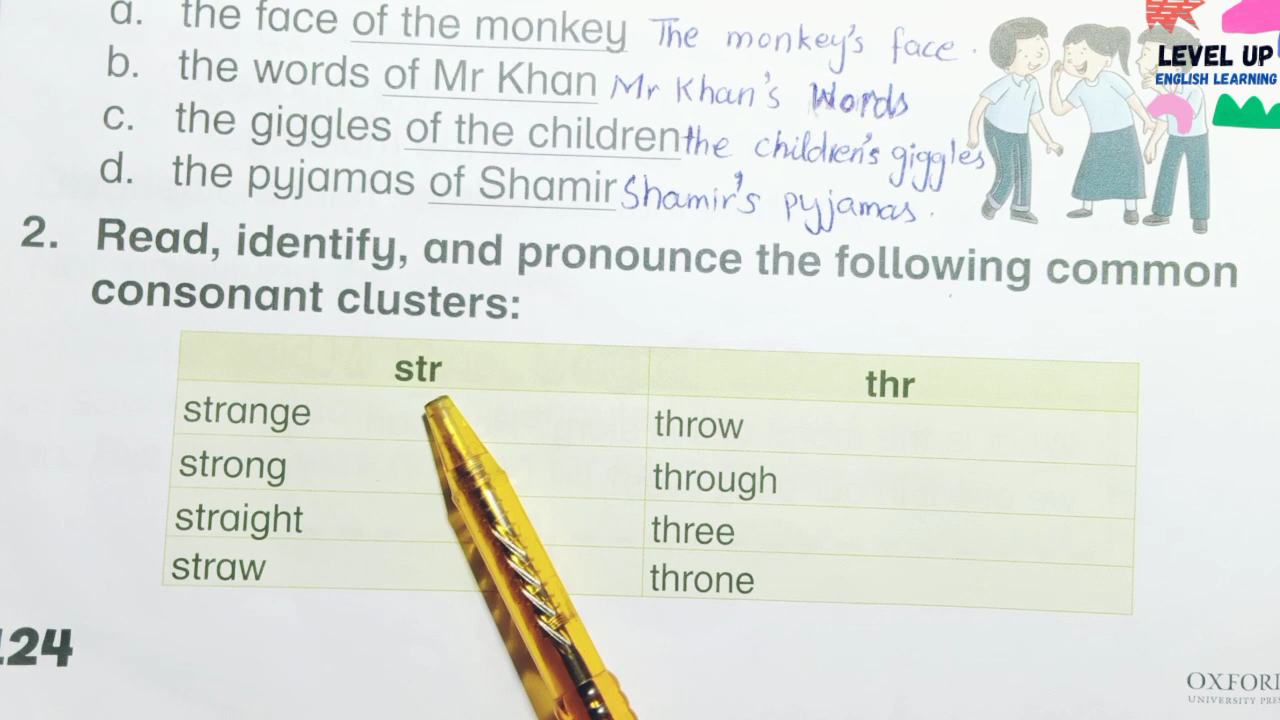 a. the face of the monkey The monkey's face.
LEVEL UP
ENGLISH LEARNING
b. the words of Mr Khan Mr Khan's Words
c. the giggles of the children the children's giggles
d. the pyjamas of Shamir Shamir's pyjamas.
2. Read, identify, and pronounce the following common
consonant clusters:
str thr
strange throw
strong through
straight three
straw throne
24
OXFORD
UNIVERSITY PRE